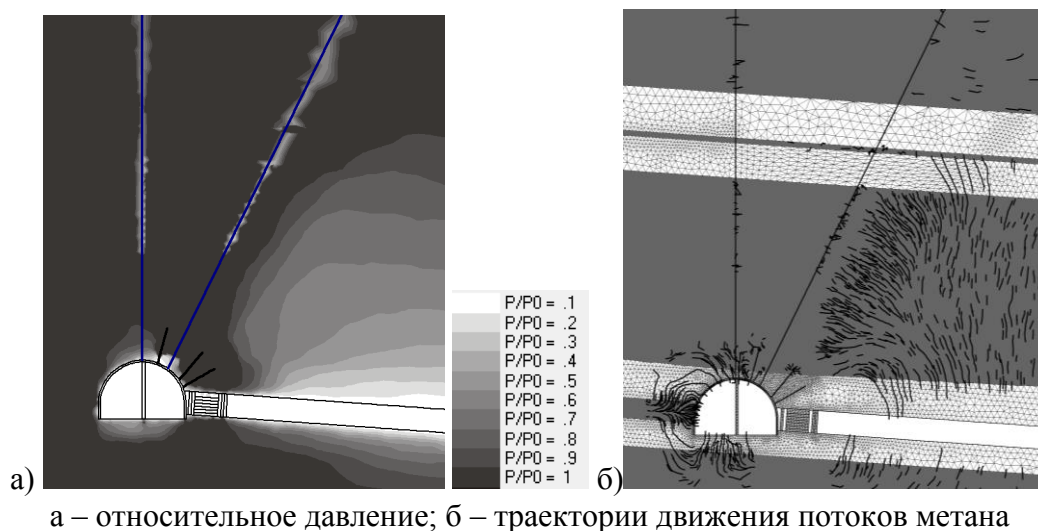 P/P0 = .1
P/P0 = .2
P/P0 = .3
P/P0 = .4
P/P0 = .5
P/P0 = .6
P/P0 = .7
P/P0 = .8
P/P0 = .9
P/P0 = 1
а)
б)
а – относительное давление; б – траектории движения потоков метана